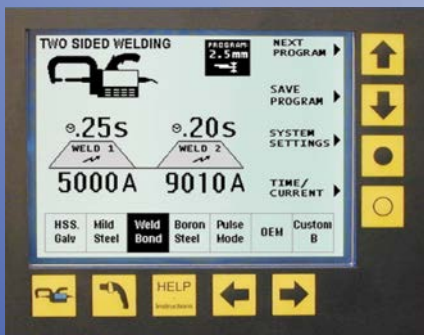 TWO SIDED WELDING
PROGRAM:
2.5mm
NEXT
PROGRAM
SAVE
PROGRAM
SYSTEM
SETTINGS
TIME/
CURRENT
.25s
.20s
WELD 1
WELD 2
5000A
9010A
HSS.
Galv
Mild
Steel
Weld
Bond
Boron
Steel
Pulse
Mode
OEM
Custom
B
HELP
Instructions